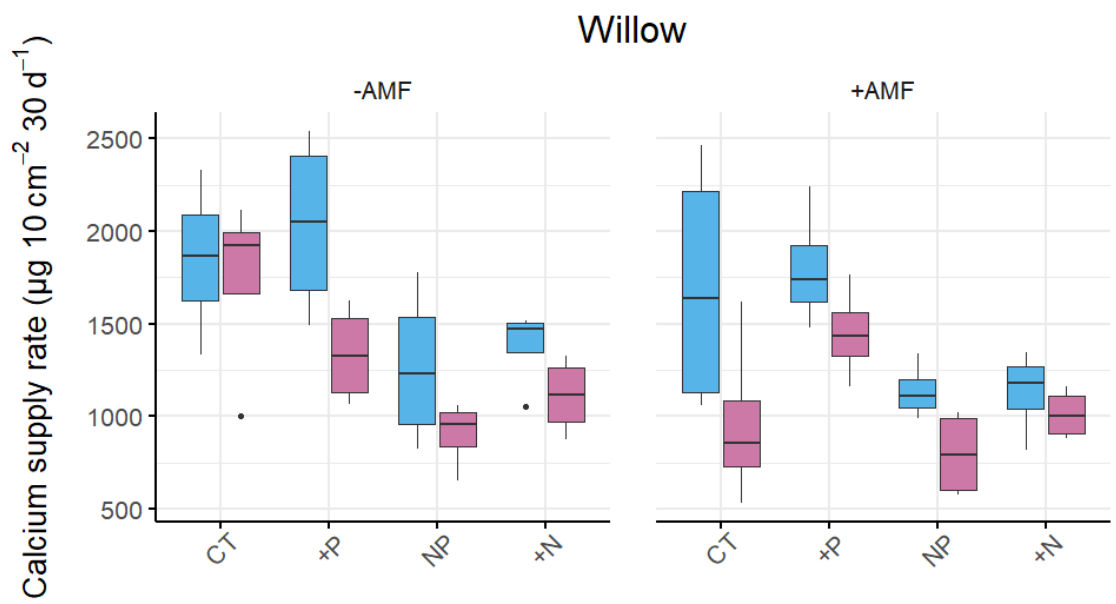 Willow
-AMF
+AMF
Calcium supply rate (µg 10 cm⁻² 30 d⁻¹)
2500
2000
1500
1000
500
CT
+P
NP
+N
CT
+P
NP
+N